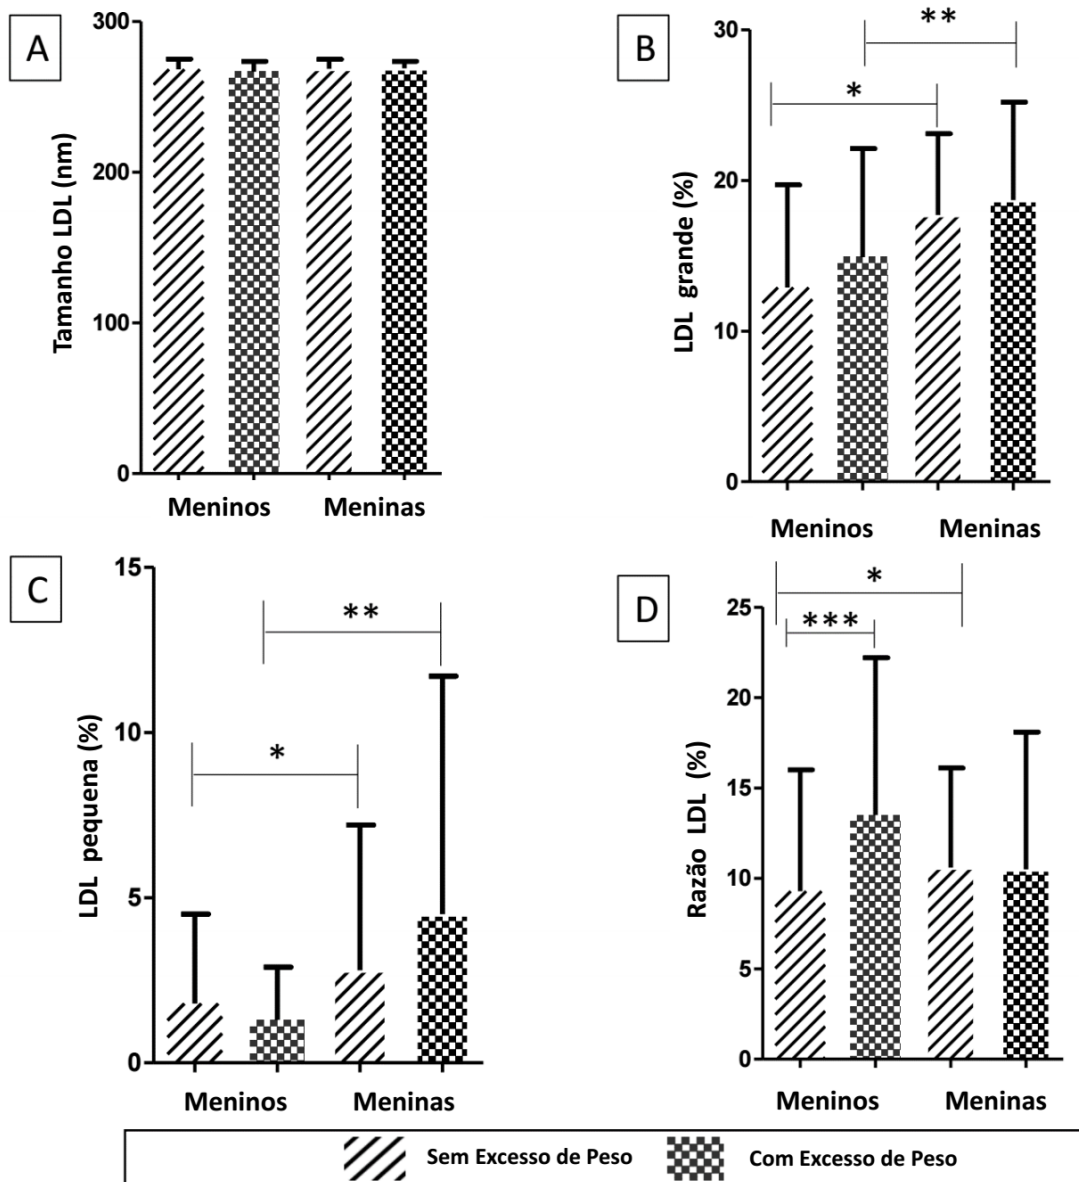 A
Tamanho LDL (nm)
300
200
100
0
Meninos Meninas
B
LDL grande (%)
30
20
10
0
*
**
Meninos Meninas
C
LDL pequena (%)
15
10
5
0
*
**
Meninos Meninas
D
Razão LDL (%)
25
20
15
10
5
0
*
***
Meninos Meninas
Sem Excesso de Peso Com Excesso de Peso